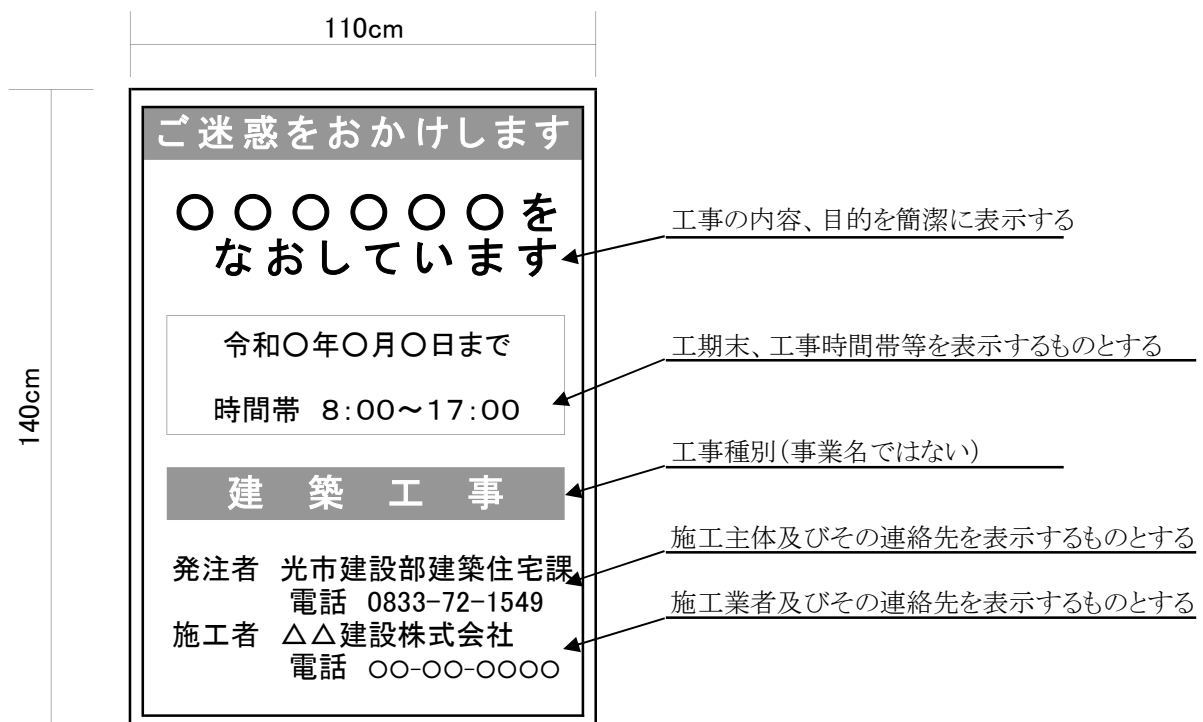 110cm
140cm
ご迷惑をおかけします
〇〇〇〇〇〇を
なおしています
工事の内容、目的を簡潔に表示する
令和〇年〇月〇日まで
時間帯 8:00～17:00
工期末、工事時間帯等を表示するものとする
建築工事
工事種別(事業名ではない)
発注者 光市建設部建築住宅課
電話 0833-72-1549
施工主体及びその連絡先を表示するものとする
施工者 △△建設株式会社
電話 ○○-○○-○○○○
施工業者及びその連絡先を表示するものとする